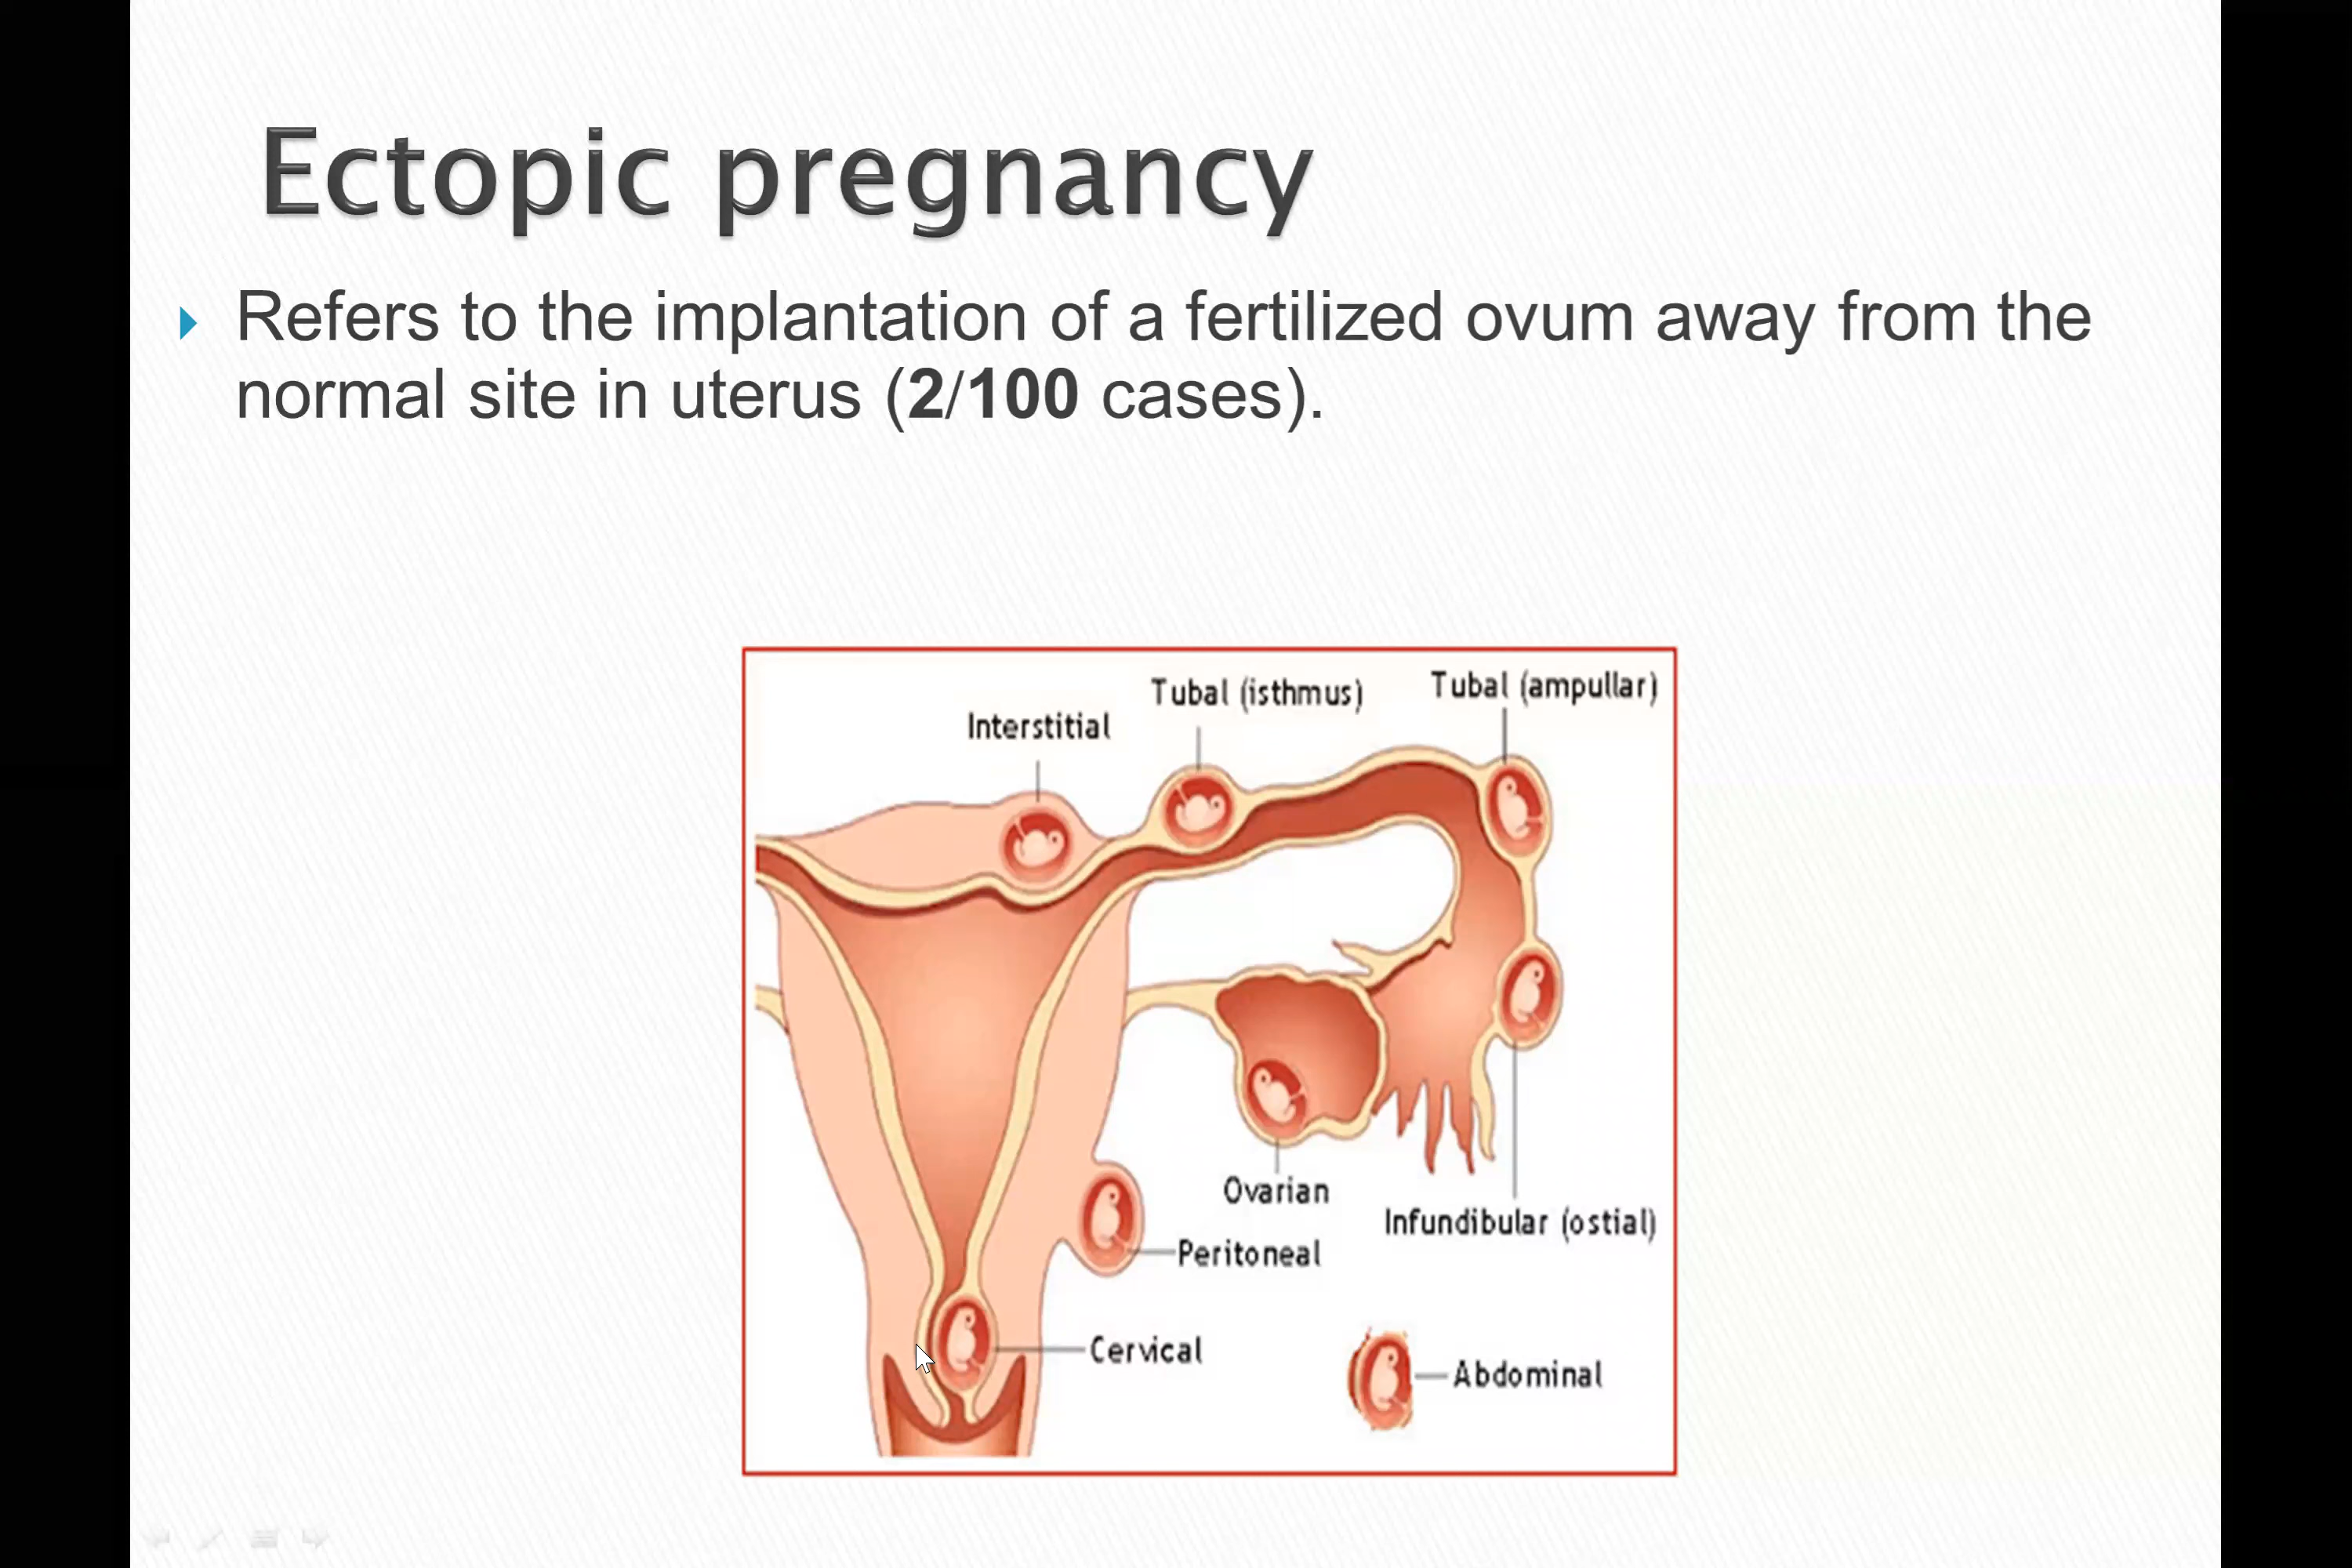 Ectopic pregnancy
Refers to the implantation of a fertilized ovum away from the
normal site in uterus (2/100 cases).
Tubal (isthmus)
Tubal (ampullar)
Interstitial
Ovarian
Infundibular (ostial)
Peritoneal
Cervical
Abdominal